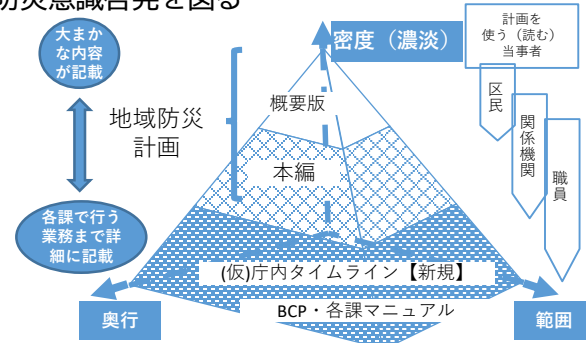 防災意識啓発を図る
大まか
な内容
が記載
密度（濃淡）
計画を
使う（読む）
当事者
概要版
地域防災
計画
区民
関係機関
職員
本編
各課で行う
業務まで詳
細に記載
(仮)庁内タイムライン【新規】
BCP・各課マニュアル
奥行
範囲